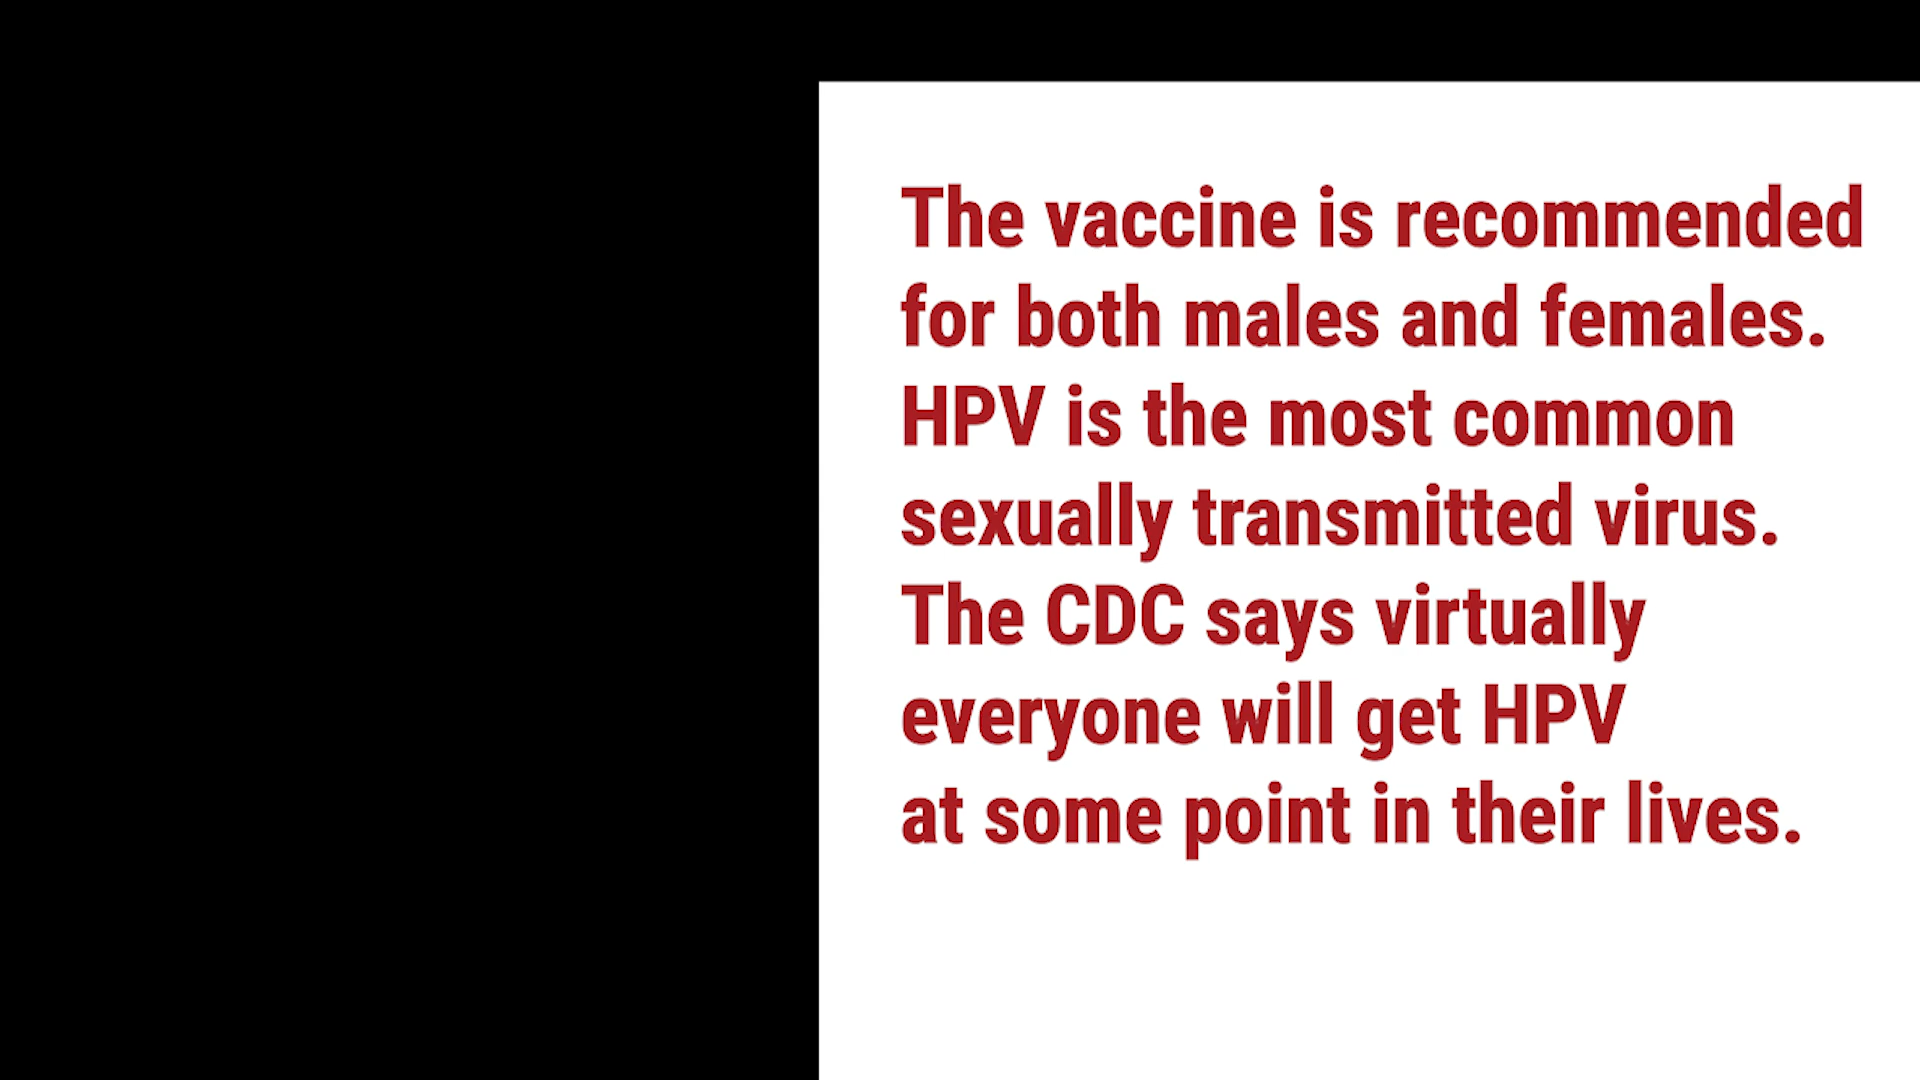 The vaccine is recommended
for both males and females.
HPV is the most common
sexually transmitted virus.
The CDC says virtually
everyone will get HPV
at some point in their lives.